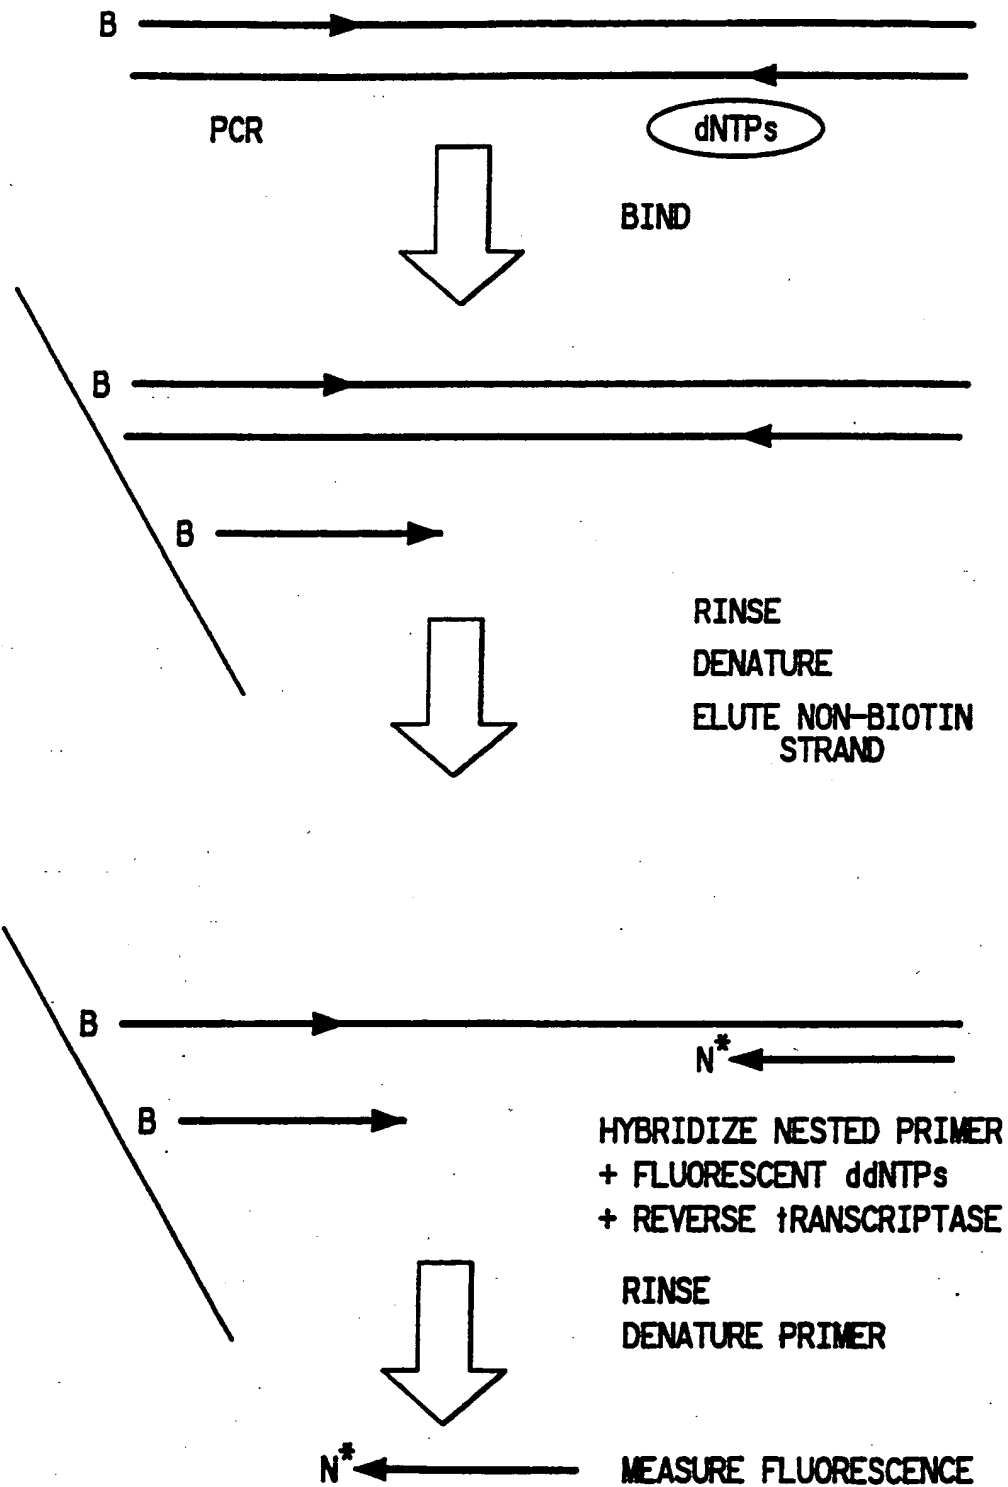 B
PCR
dNTPs
BIND
B
B
RINSE
DENATURE
ELUTE NON-BIOTIN
STRAND
B
N*
B
HYBRIDIZE NESTED PRIMER
+ FLUORESCENT ddNTPs
+ REVERSE tRANSCRIPTASE
RINSE
DENATURE PRIMER
N*
MEASURE FLUORESCENCE